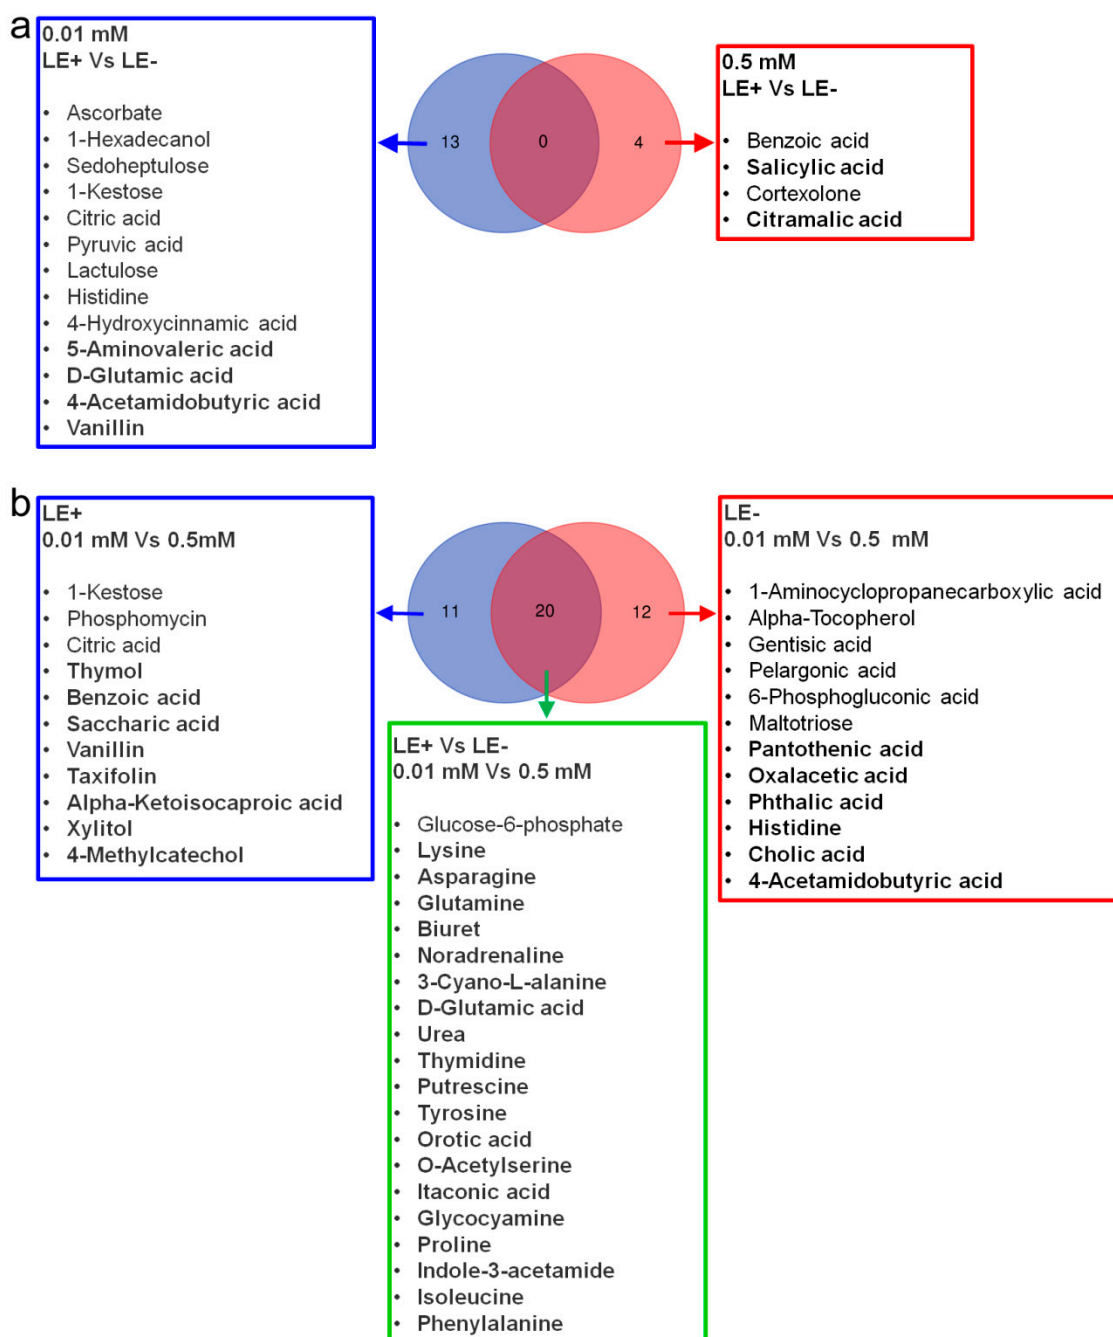 a
0.01 mM
LE+ Vs LE-
• Ascorbate
• 1-Hexadecanol
• Sedoheptulose
• 1-Kestose
• Citric acid
• Pyruvic acid
• Lactulose
• Histidine
• 4-Hydroxycinnamic acid
• 5-Aminovaleric acid
• D-Glutamic acid
• 4-Acetamidobutyric acid
• Vanillin
13
0
4
0.5 mM
LE+ Vs LE-
• Benzoic acid
• Salicylic acid
• Cortexolone
• Citramalic acid
b
LE+
0.01 mM Vs 0.5mM
• 1-Kestose
• Phosphomycin
• Citric acid
• Thymol
• Benzoic acid
• Saccharic acid
• Vanillin
• Taxifolin
• Alpha-Ketoisocaproic acid
• Xylitol
• 4-Methylcatechol
11
20
12
LE-
0.01 mM Vs 0.5 mM
• 1-Aminocyclopropanecarboxylic acid
• Alpha-Tocopherol
• Gentisic acid
• Pelargonic acid
• 6-Phosphogluconic acid
• Maltotriose
• Pantothenic acid
• Oxalacetic acid
• Phthalic acid
• Histidine
• Cholic acid
• 4-Acetamidobutyric acid
LE+ Vs LE-
0.01 mM Vs 0.5 mM
• Glucose-6-phosphate
• Lysine
• Asparagine
• Glutamine
• Biuret
• Noradrenaline
• 3-Cyano-L-alanine
• D-Glutamic acid
• Urea
• Thymidine
• Putrescine
• Tyrosine
• Orotic acid
• O-Acetylserine
• Itaconic acid
• Glycocyamine
• Proline
• Indole-3-acetamide
• Isoleucine
• Phenylalanine